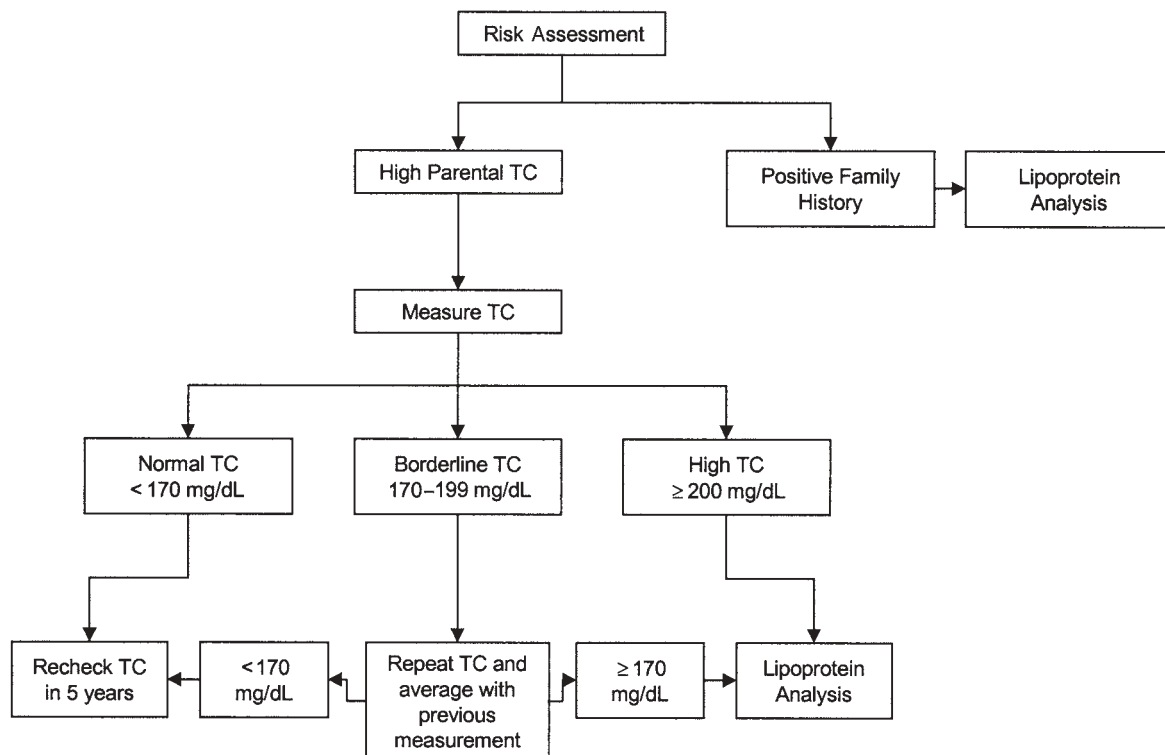 Risk Assessment
High Parental TC
Positive Family
History
Lipoprotein
Analysis
Measure TC
Normal TC
< 170 mg/dL
Borderline TC
170–199 mg/dL
High TC
≥ 200 mg/dL
Recheck TC
in 5 years
< 170
mg/dL
Repeat TC and
average with
previous
measurement
≥ 170
mg/dL
Lipoprotein
Analysis